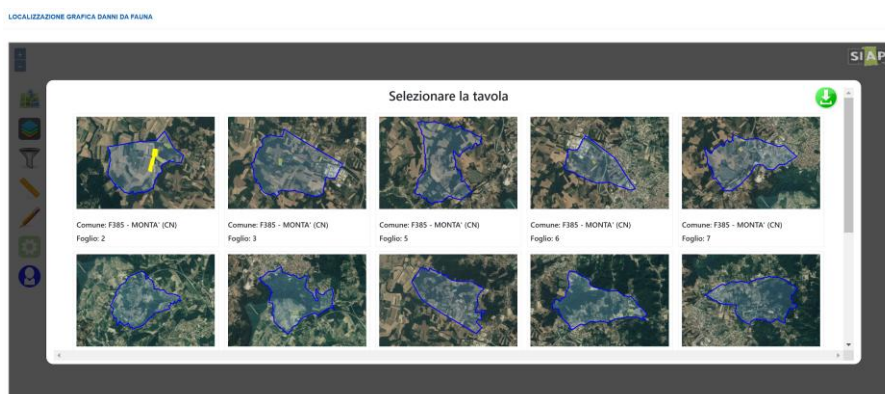 LOCALIZZAZIONE GRAFICA DANNI DA FAUNA
SIAP
Selezionare la tavola
Comune: F385 - MONTA' (CN)
Foglio: 2
Comune: F385 - MONTA' (CN)
Foglio: 3
Comune: F385 - MONTA' (CN)
Foglio: 5
Comune: F385 - MONTA' (CN)
Foglio: 6
Comune: F385 - MONTA' (CN)
Foglio: 7